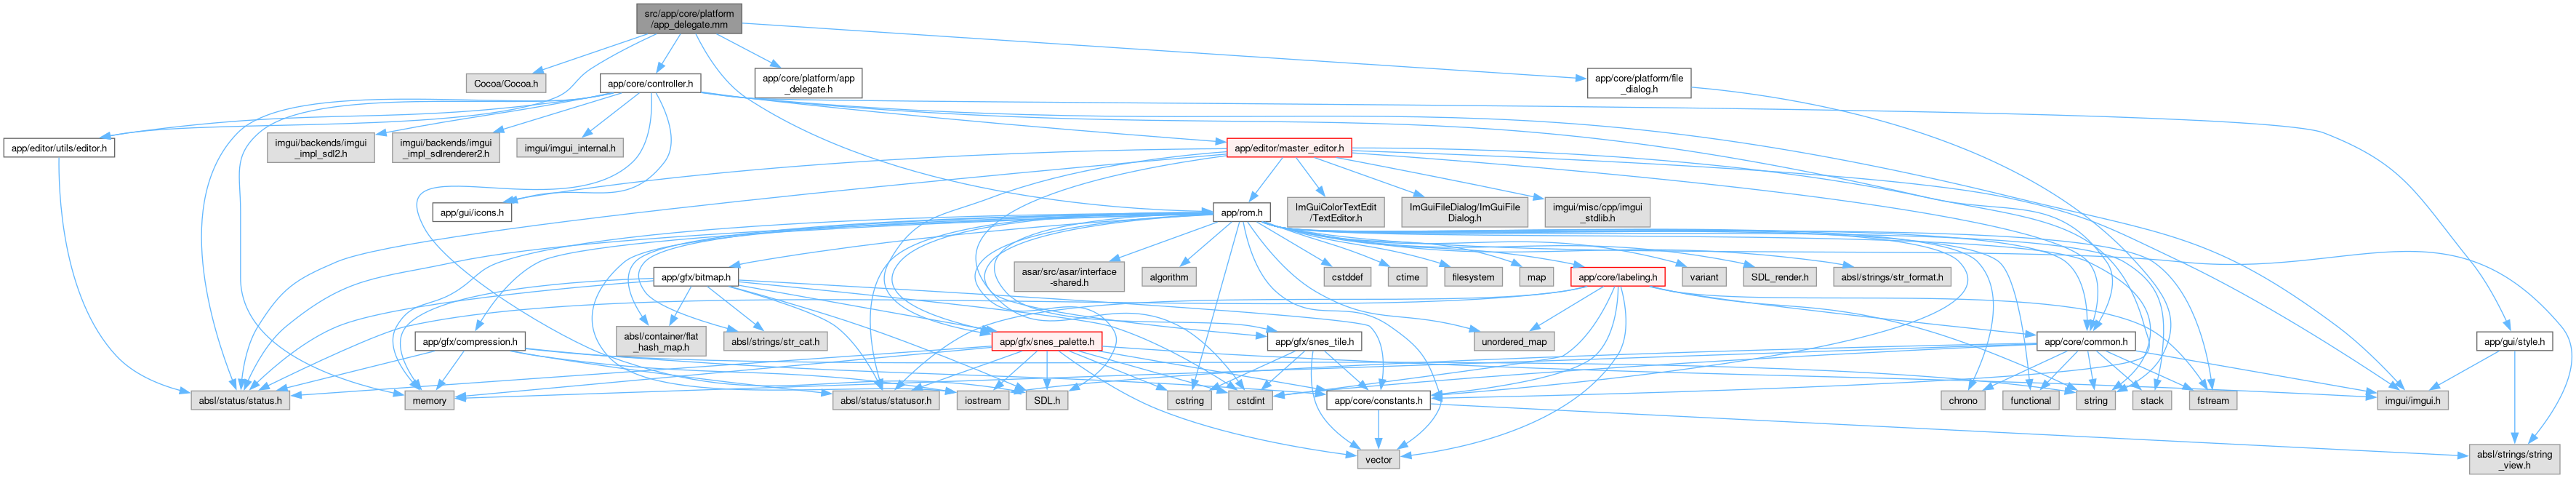 src/app/core/platform
/app_delegate.mm
Cocoa/Cocoa.h
app/core/controller.h
app/core/platform/app
_delegate.h
app/core/platform/file
_dialog.h
app/editor/utils/editor.h
imgui/backends/imgui
_impl_sdl2.h
imgui/backends/imgui
_impl_sdlrenderer2.h
imgui/imgui_internal.h
app/editor/master_editor.h
app/gui/icons.h
app/rom.h
ImGuiColorTextEdit
/TextEditor.h
ImGuiFileDialog/ImGuiFile
Dialog.h
imgui/misc/cpp/imgui
_stdlib.h
app/gfx/bitmap.h
asar/src/asar/interface
-shared.h
algorithm
cstddef
ctime
filesystem
map
app/core/labeling.h
variant
SDL_render.h
absl/strings/str_format.h
app/gfx/compression.h
absl/container/flat
_hash_map.h
absl/strings/str_cat.h
app/gfx/snes_palette.h
app/gfx/snes_tile.h
unordered_map
app/core/common.h
app/gui/style.h
absl/status/status.h
memory
absl/status/statusor.h
iostream
SDL.h
cstring
cstdint
app/core/constants.h
chrono
functional
string
stack
fstream
imgui/imgui.h
vector
absl/strings/string
_view.h